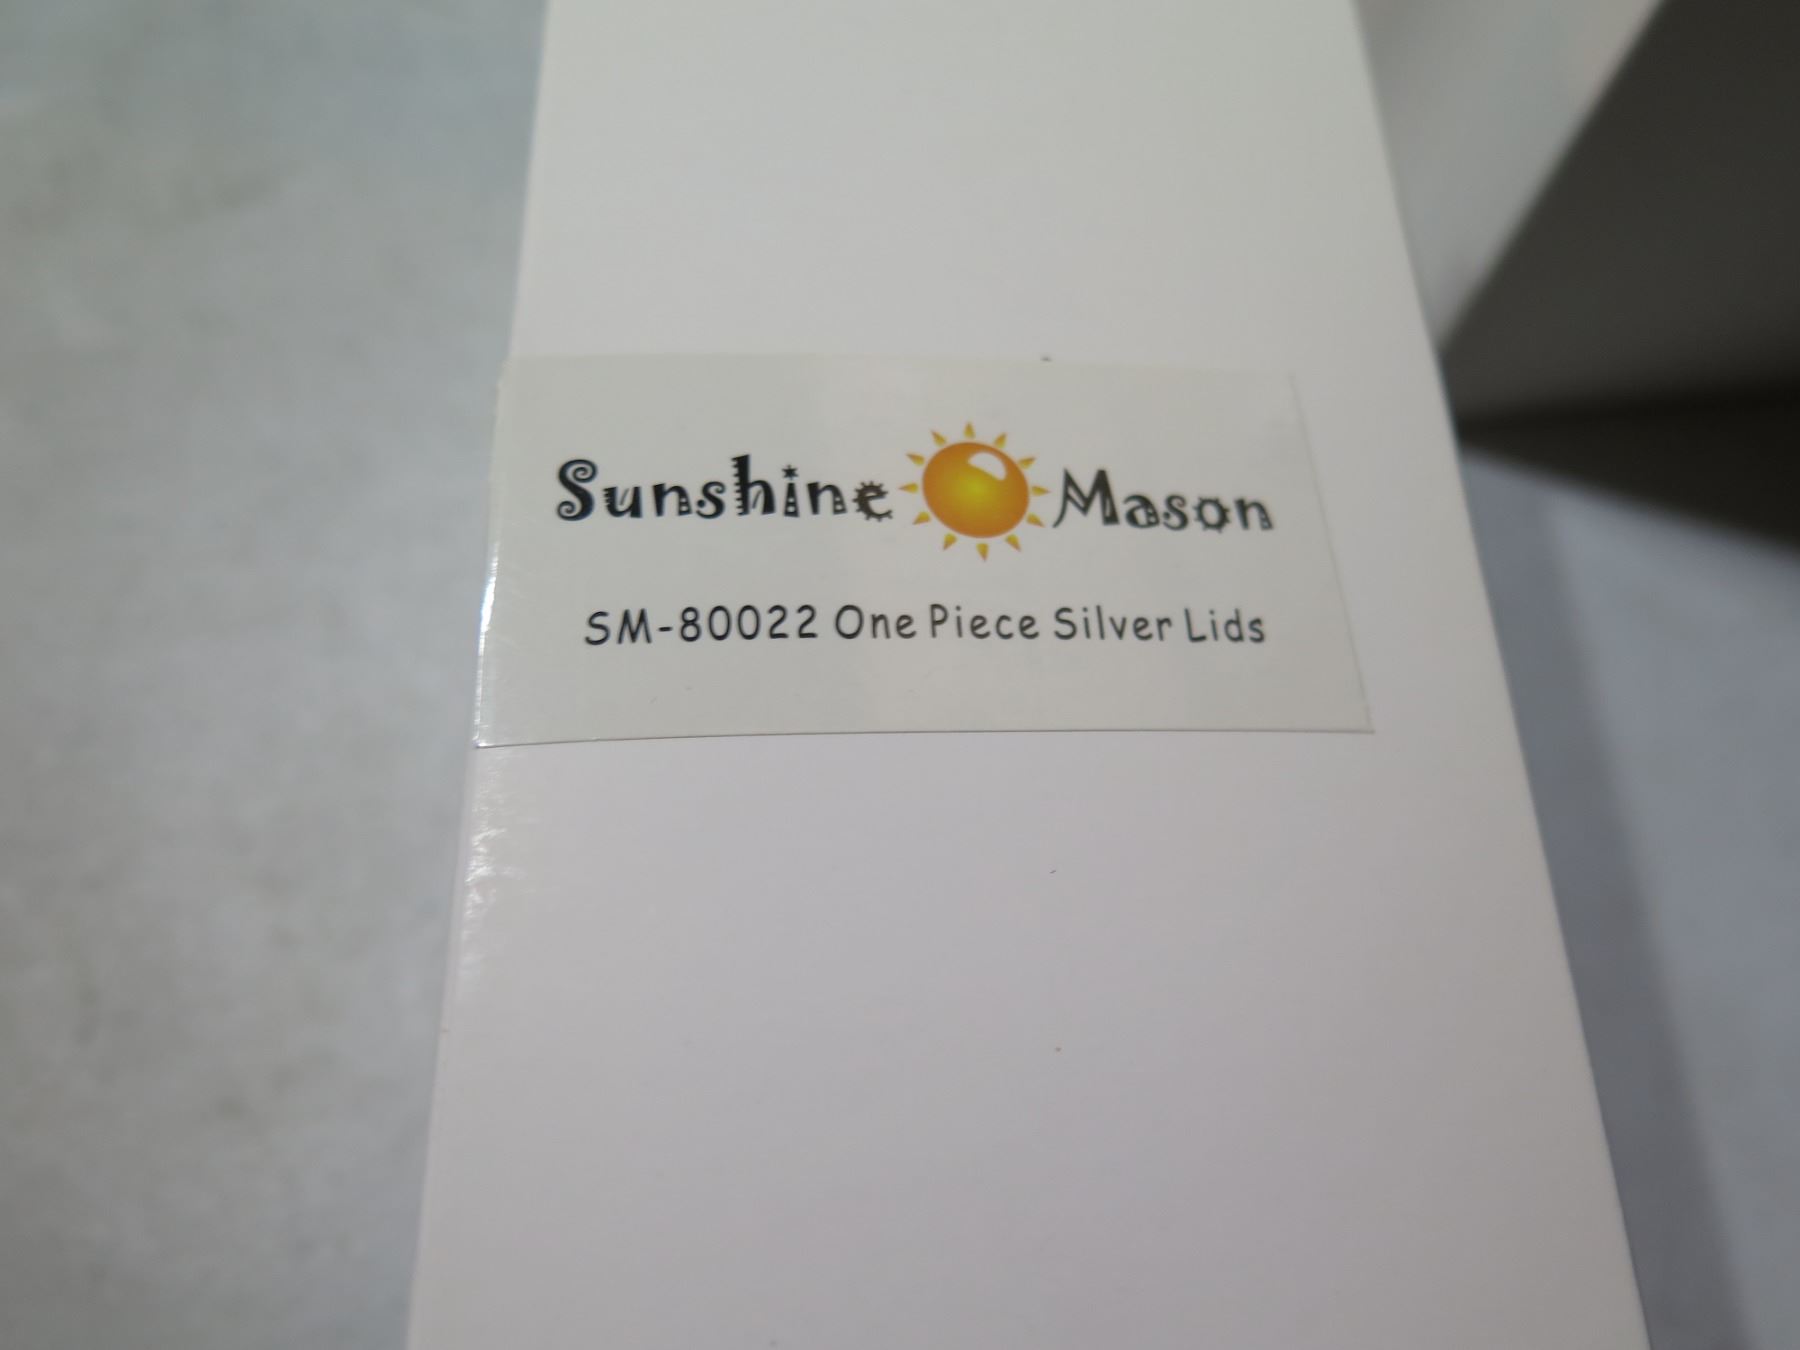 Sunshine Mason
SM-80022 One Piece Silver Lids